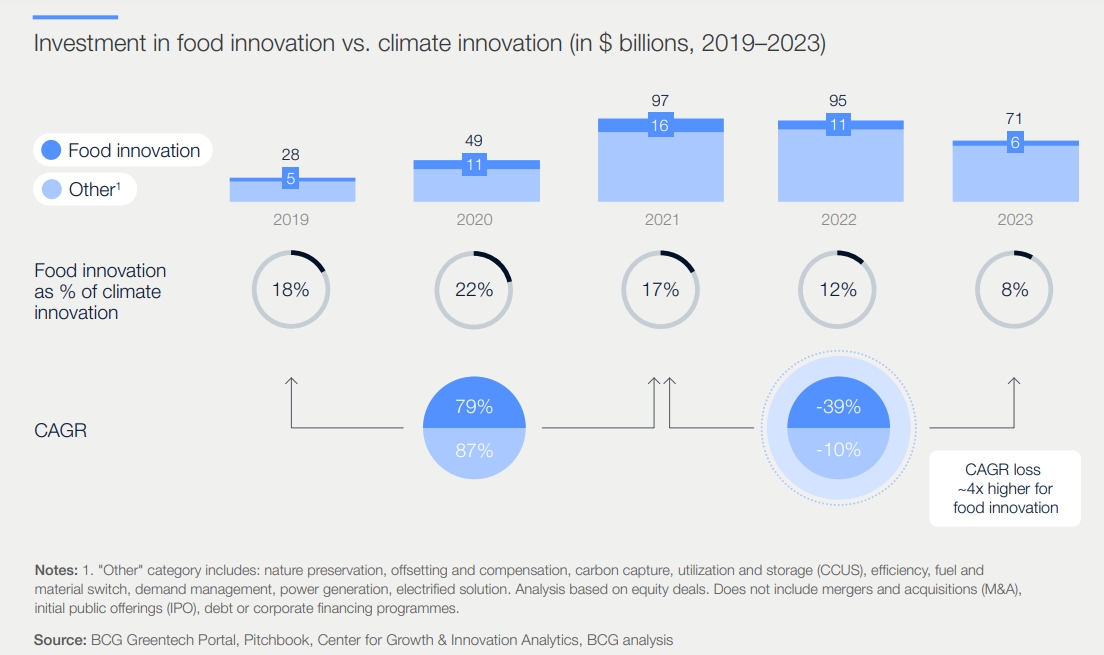 Investment in food innovation vs. climate innovation (in $ billions, 2019–2023)
Food innovation
Other¹
28
5
2019
49
11
2020
97
16
2021
95
11
2022
71
6
2023
Food innovation
as % of climate
innovation
18%
22%
17%
12%
8%
CAGR
79%
87%
-39%
-10%
CAGR loss
~4x higher for
food innovation
Notes: 1. "Other" category includes: nature preservation, offsetting and compensation, carbon capture, utilization and storage (CCUS), efficiency, fuel and
material switch, demand management, power generation, electrified solution. Analysis based on equity deals. Does not include mergers and acquisitions (M&A),
initial public offerings (IPO), debt or corporate financing programmes.
Source: BCG Greentech Portal, Pitchbook, Center for Growth & Innovation Analytics, BCG analysis